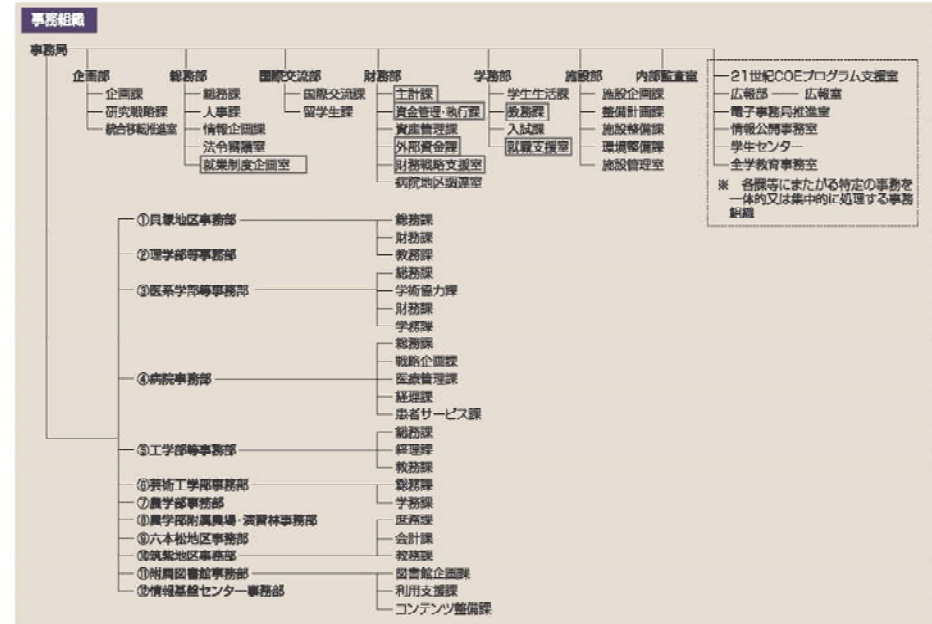 事務組織
事務局
企画部
企画課
研究戦略課
統合移転推進室
総務部
総務課
人事課
情報企画課
法令審議室
就業制度企画室
国際交流部
国際交流課
留学生課
財務部
主計課
資金管理・執行課
資産管理課
外部資金課
財務戦略支援室
病院地区調達室
学務部
学生生活課
教務課
入試課
就職支援室
施設部
施設企画課
整備計画課
施設整備課
環境整備課
施設管理室
内部監査室
21世紀COEプログラム支援室
広報部 広報室
電子事務局推進室
情報公開事務室
学生センター
全学教育事務室
※ 各課等にまたがる特定の事務を
一体的又は集中的に処理する事務
組織
①貝塚地区事務部
総務課
財務課
教務課
②理学部等事務部
③医系学部等事務部
総務課
学術協力課
財務課
学務課
④病院事務部
総務課
戦略企画課
医療管理課
経理課
患者サービス課
⑤工学部等事務部
総務課
経理課
教務課
⑥芸術工学部事務部
総務課
学務課
⑦農学部事務部
⑧農学部附属農場・演習林事務部
⑨六本松地区事務部
⑩筑紫地区事務部
庶務課
会計課
教務課
⑪附属図書館事務部
図書館企画課
利用支援課
コンテンツ整備課
⑫情報基盤センター事務部